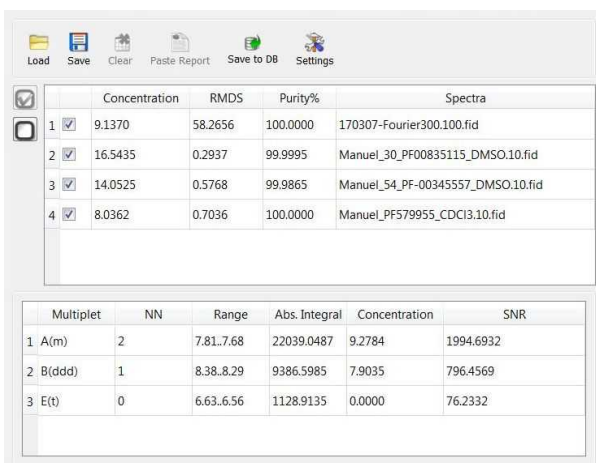 Load Save Clear Paste Report Save to DB Settings
Concentration RMDS Purity% Spectra
1 9.1370 58.2656 100.0000 170307-Fourier300.100.fid
2 16.5435 0.2937 99.9995 Manuel_30_PF00835115_DMSO.10.fid
3 14.0525 0.5768 99.9865 Manuel_54_PF-00345557_DMSO.10.fid
4 8.0362 0.7036 100.0000 Manuel_PF579955_CDCl3.10.fid
Multiplet NN Range Abs. Integral Concentration SNR
1 A(m) 2 7.81..7.68 22039.0487 9.2784 1994.6932
2 B(ddd) 1 8.38..8.29 9386.5985 7.9035 796.4569
3 E(t) 0 6.63..6.56 1128.9135 0.0000 76.2332